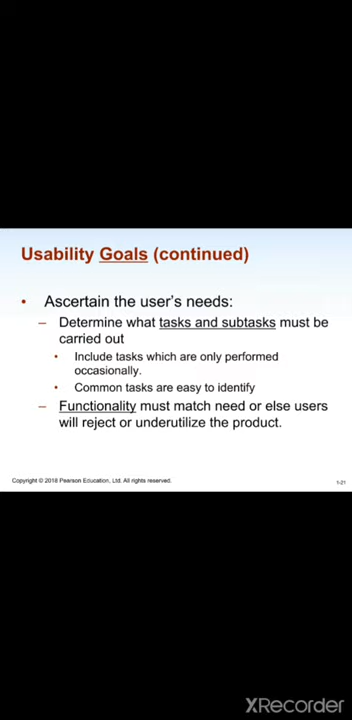 Usability Goals (continued)
• Ascertain the user's needs:
– Determine what tasks and subtasks must be
carried out
• Include tasks which are only performed
occasionally.
• Common tasks are easy to identify
– Functionality must match need or else users
will reject or underutilize the product.
Copyright © 2018 Pearson Education, Ltd. All rights reserved.
1-21
XRecorder